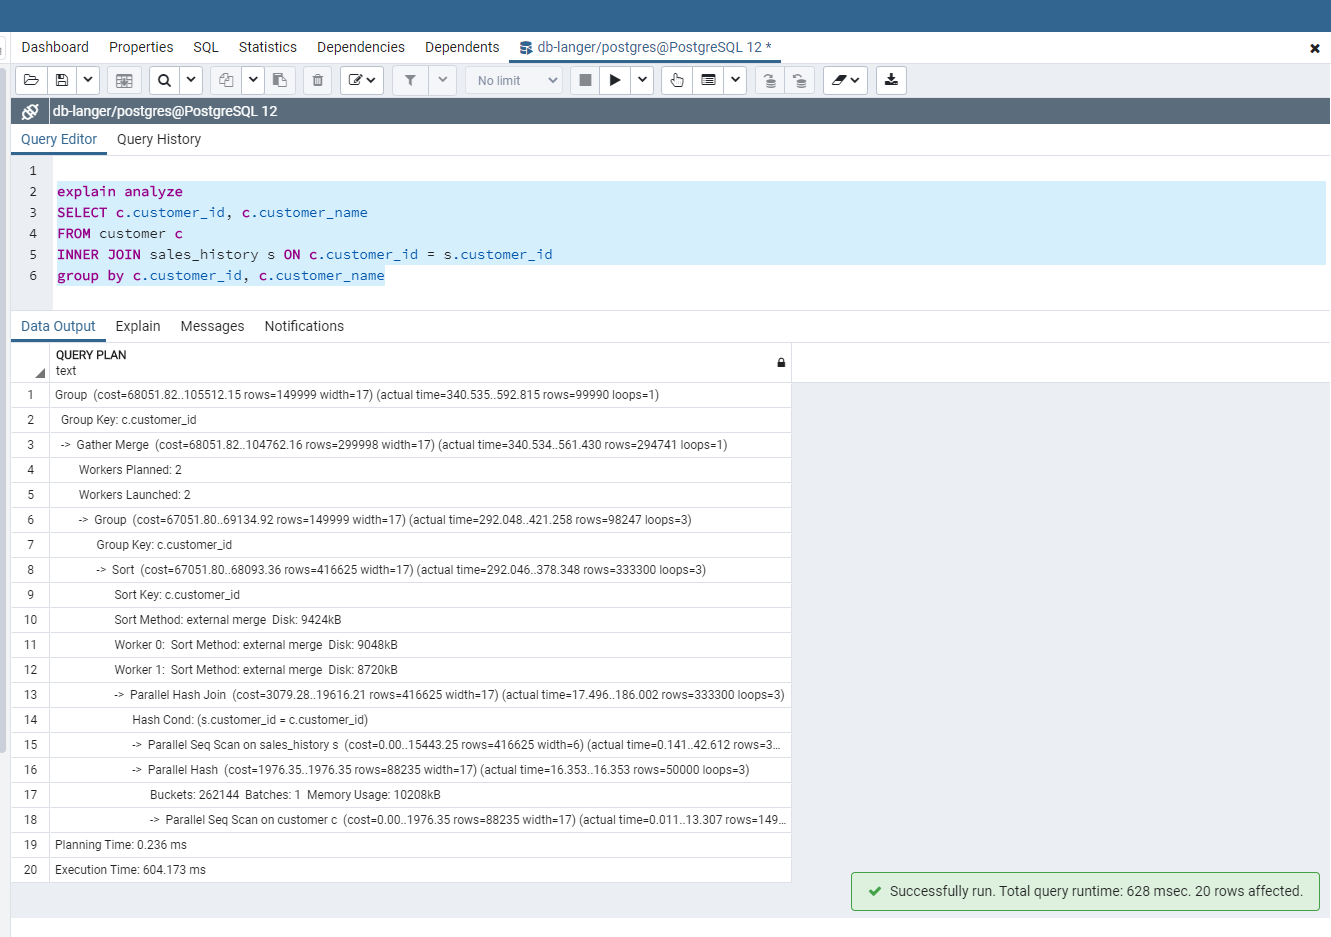 Dashboard Properties SQL Statistics Dependencies Dependents db-langer/postgres@PostgreSQL 12 *
No limit
db-langer/postgres@PostgreSQL 12
Query Editor Query History
1
2 explain analyze
3 SELECT c.customer_id, c.customer_name
4 FROM customer c
5 INNER JOIN sales_history s ON c.customer_id = s.customer_id
6 group by c.customer_id, c.customer_name
Data Output Explain Messages Notifications
QUERY PLAN
text
1 Group (cost=68051.82..105512.15 rows=149999 width=17) (actual time=340.535..592.815 rows=99990 loops=1)
2 Group Key: c.customer_id
3 -> Gather Merge (cost=68051.82..104762.16 rows=299998 width=17) (actual time=340.534..561.430 rows=294741 loops=1)
4 Workers Planned: 2
5 Workers Launched: 2
6 -> Group (cost=67051.80..69134.92 rows=149999 width=17) (actual time=292.048..421.258 rows=98247 loops=3)
7 Group Key: c.customer_id
8 -> Sort (cost=67051.80..68093.36 rows=416625 width=17) (actual time=292.046..378.348 rows=333300 loops=3)
9 Sort Key: c.customer_id
10 Sort Method: external merge Disk: 9424kB
11 Worker 0: Sort Method: external merge Disk: 9048kB
12 Worker 1: Sort Method: external merge Disk: 8720kB
13 -> Parallel Hash Join (cost=3079.28..19616.21 rows=416625 width=17) (actual time=17.496..186.002 rows=333300 loops=3)
14 Hash Cond: (s.customer_id = c.customer_id)
15 -> Parallel Seq Scan on sales_history s (cost=0.00..15443.25 rows=416625 width=6) (actual time=0.141..42.612 rows=3...
16 -> Parallel Hash (cost=1976.35..1976.35 rows=88235 width=17) (actual time=16.353..16.353 rows=50000 loops=3)
17 Buckets: 262144 Batches: 1 Memory Usage: 10208kB
18 -> Parallel Seq Scan on customer c (cost=0.00..1976.35 rows=88235 width=17) (actual time=0.011..13.307 rows=149...
19 Planning Time: 0.236 ms
20 Execution Time: 604.173 ms
Successfully run. Total query runtime: 628 msec. 20 rows affected.